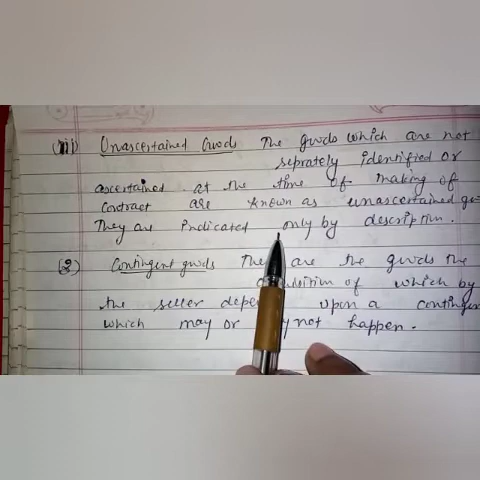 (iii) Unascertained Goods The goods which are not
seprately identified or
ascertained at the time of making of
Contract are known as unascertained
They are indicated only by description.
(2) Contingent goods are the goods the
of which by
the seller upon a
which may or not happen.